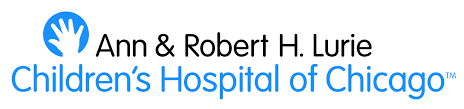 Ann & Robert H. Lurie
Children's Hospital of Chicago™